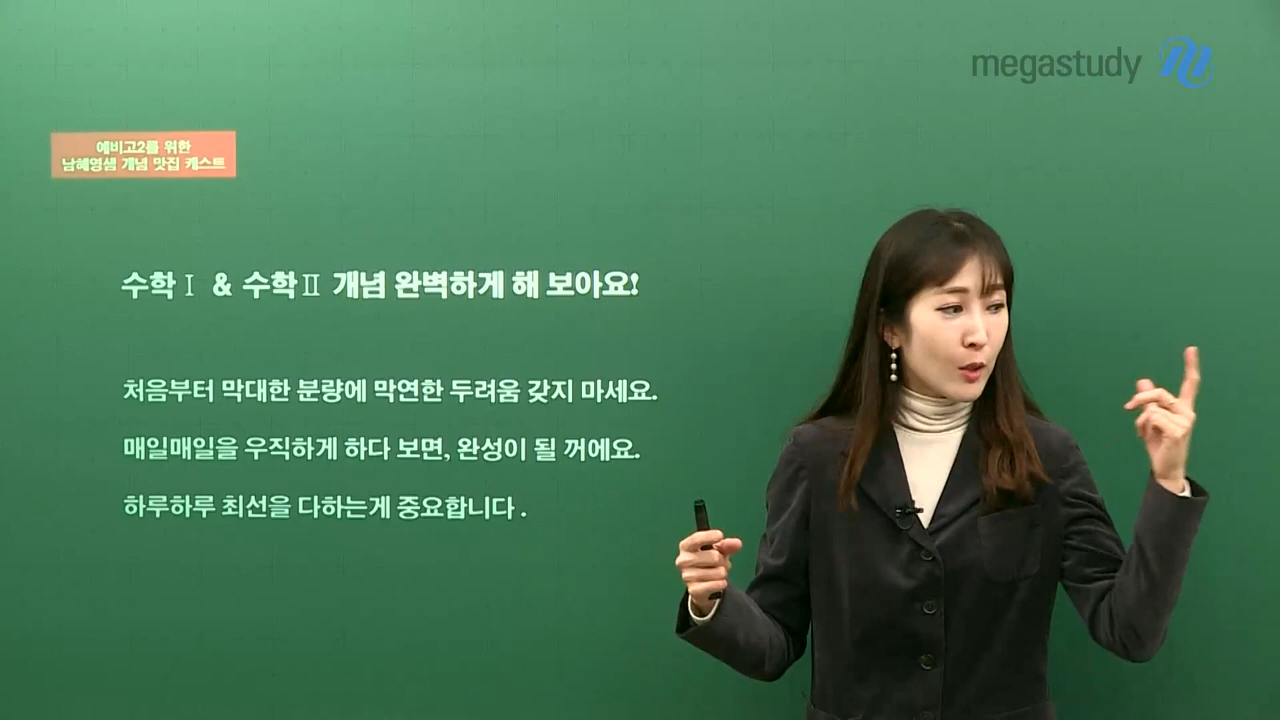 megastudy
예비고2를 위한
남혜영쌤 개념 맛집 캐스트
수학Ⅰ & 수학Ⅱ 개념 완벽하게 해 보아요!
처음부터 막대한 분량에 막연한 두려움 갖지 마세요.
매일매일을 우직하게 하다 보면, 완성이 될 꺼에요.
하루하루 최선을 다하는게 중요합니다.